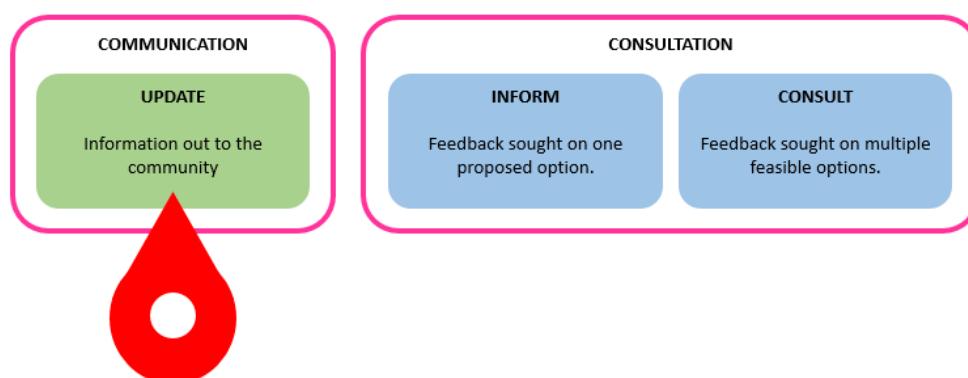 COMMUNICATION
UPDATE
Information out to the
community
CONSULTATION
INFORM
Feedback sought on one
proposed option.
CONSULT
Feedback sought on multiple
feasible options.